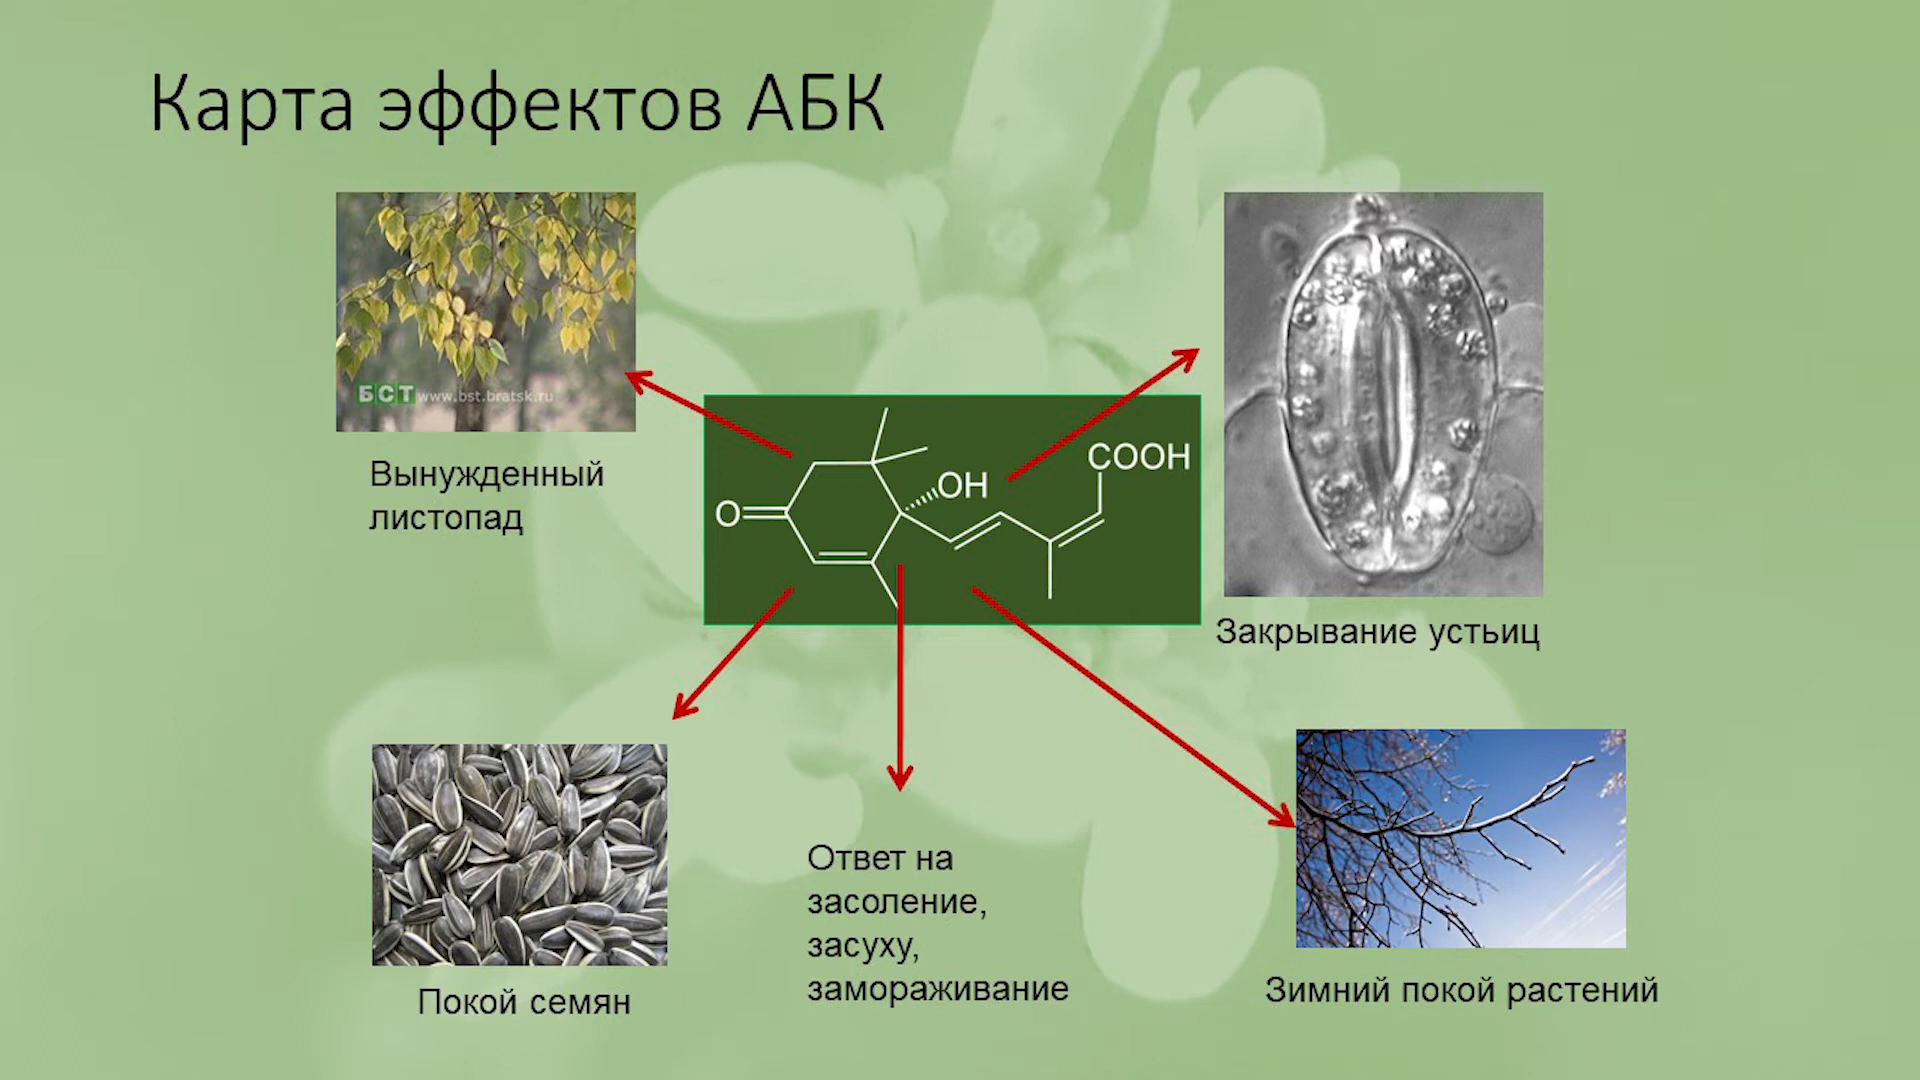 Карта эффектов АБК
БСТ www.bst.bratsk.ru
Вынужденный
листопад
O
OH
COOH
Закрывание устьиц
Покой семян
Ответ на
засоление,
засуху,
замораживание
Зимний покой растений